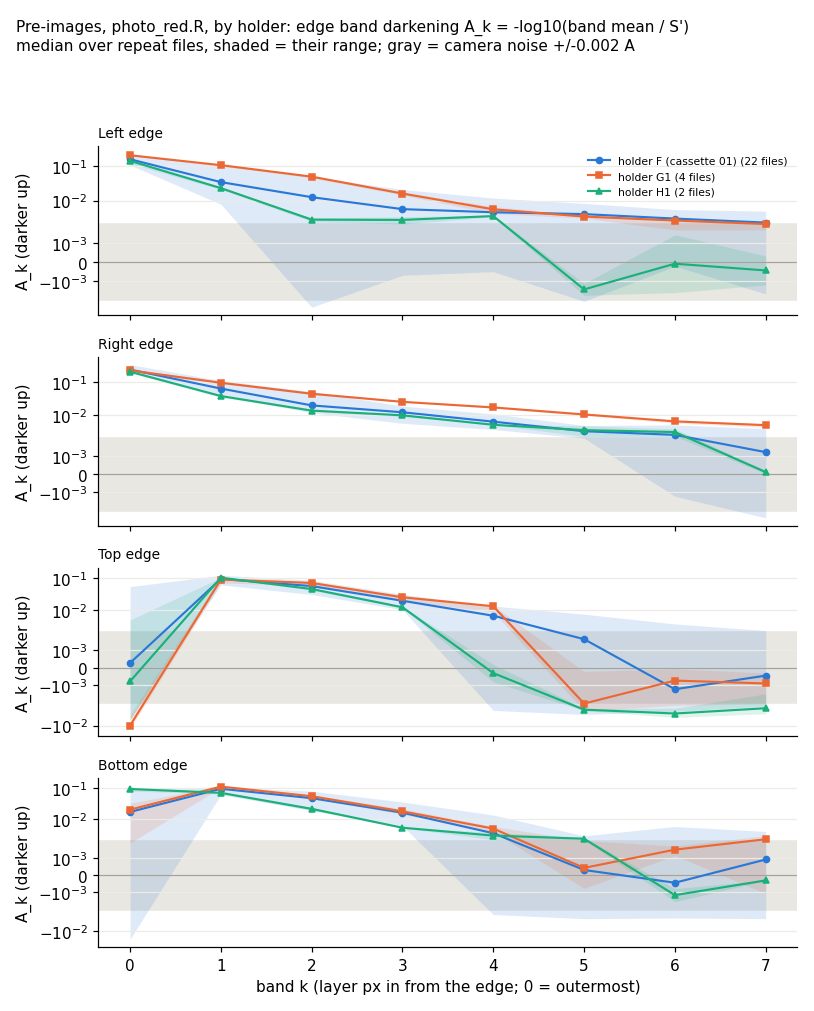 Pre-images, photo_red.R, by holder: edge band darkening A_k = -log10(band mean / S')
median over repeat files, shaded = their range; gray = camera noise +/-0.002 A
Left edge
holder F (cassette 01) (22 files)
holder G1 (4 files)
holder H1 (2 files)
A_k (darker up)
10⁻¹
10⁻²
10⁻³
0
−10⁻³
Right edge
A_k (darker up)
10⁻¹
10⁻²
10⁻³
0
−10⁻³
Top edge
A_k (darker up)
10⁻¹
10⁻²
10⁻³
0
−10⁻³
−10⁻²
Bottom edge
A_k (darker up)
10⁻¹
10⁻²
10⁻³
0
−10⁻³
−10⁻²
0 1 2 3 4 5 6 7
band k (layer px in from the edge; 0 = outermost)